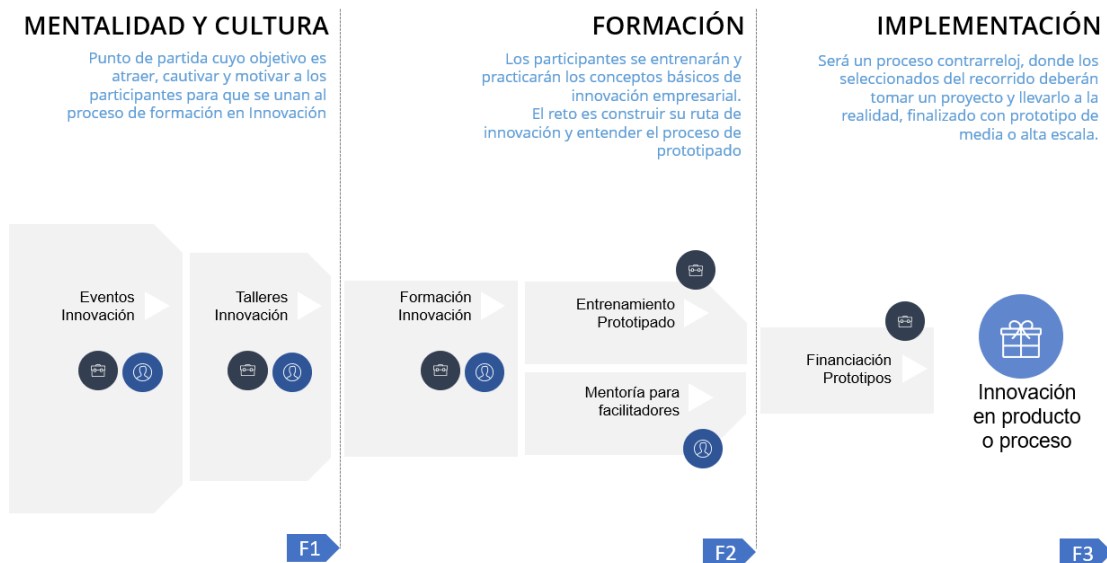 MENTALIDAD Y CULTURA
Punto de partida cuyo objetivo es
atraer, cautivar y motivar a los
participantes para que se unan al
proceso de formación en Innovación
FORMACIÓN
Los participantes se entrenarán y
practicarán los conceptos básicos de
innovación empresarial.
El reto es construir su ruta de
innovación y entender el proceso de
prototipado
IMPLEMENTACIÓN
Será un proceso contrarreloj, donde los
seleccionados del recorrido deberán
tomar un proyecto y llevarlo a la
realidad, finalizado con prototipo de
media o alta escala.
Eventos
Innovación
Talleres
Innovación
Formación
Innovación
Entrenamiento
Prototipado
Mentoría para
facilitadores
Financiación
Prototipos
Innovación
en producto
o proceso
F1
F2
F3